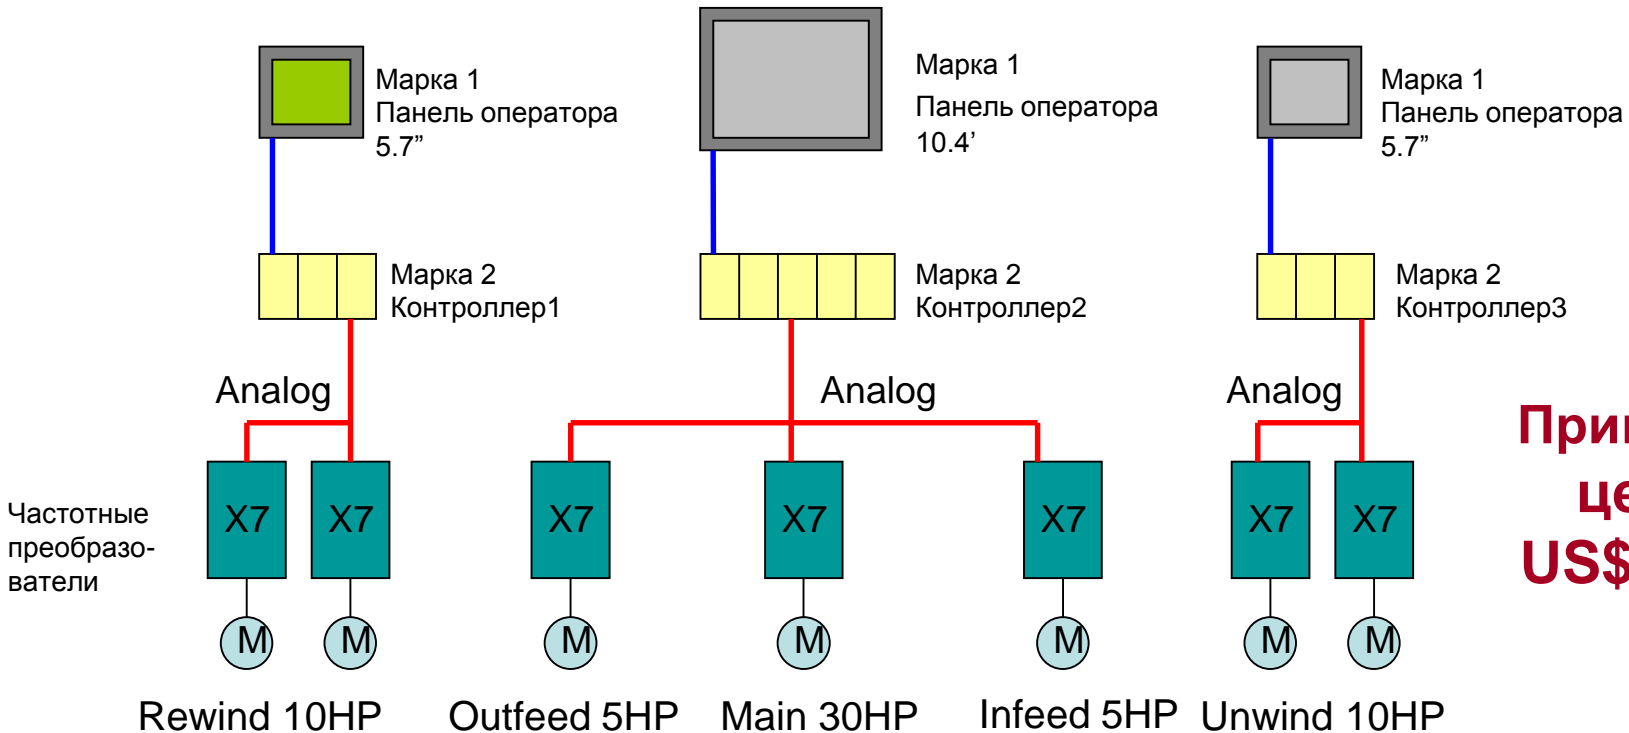 Марка 1
Панель оператора
5.7”
Марка 1
Панель оператора
10.4’
Марка 1
Панель оператора
5.7”
Марка 2
Контроллер1
Марка 2
Контроллер2
Марка 2
Контроллер3
Analog
Analog
Analog
Частотные
преобразо-
ватели
X7
X7
X7
X7
X7
X7
X7
US$
M
M
M
M
M
M
M
Rewind 10HP
Outfeed 5HP
Main 30HP
Infeed 5HP
Unwind 10HP